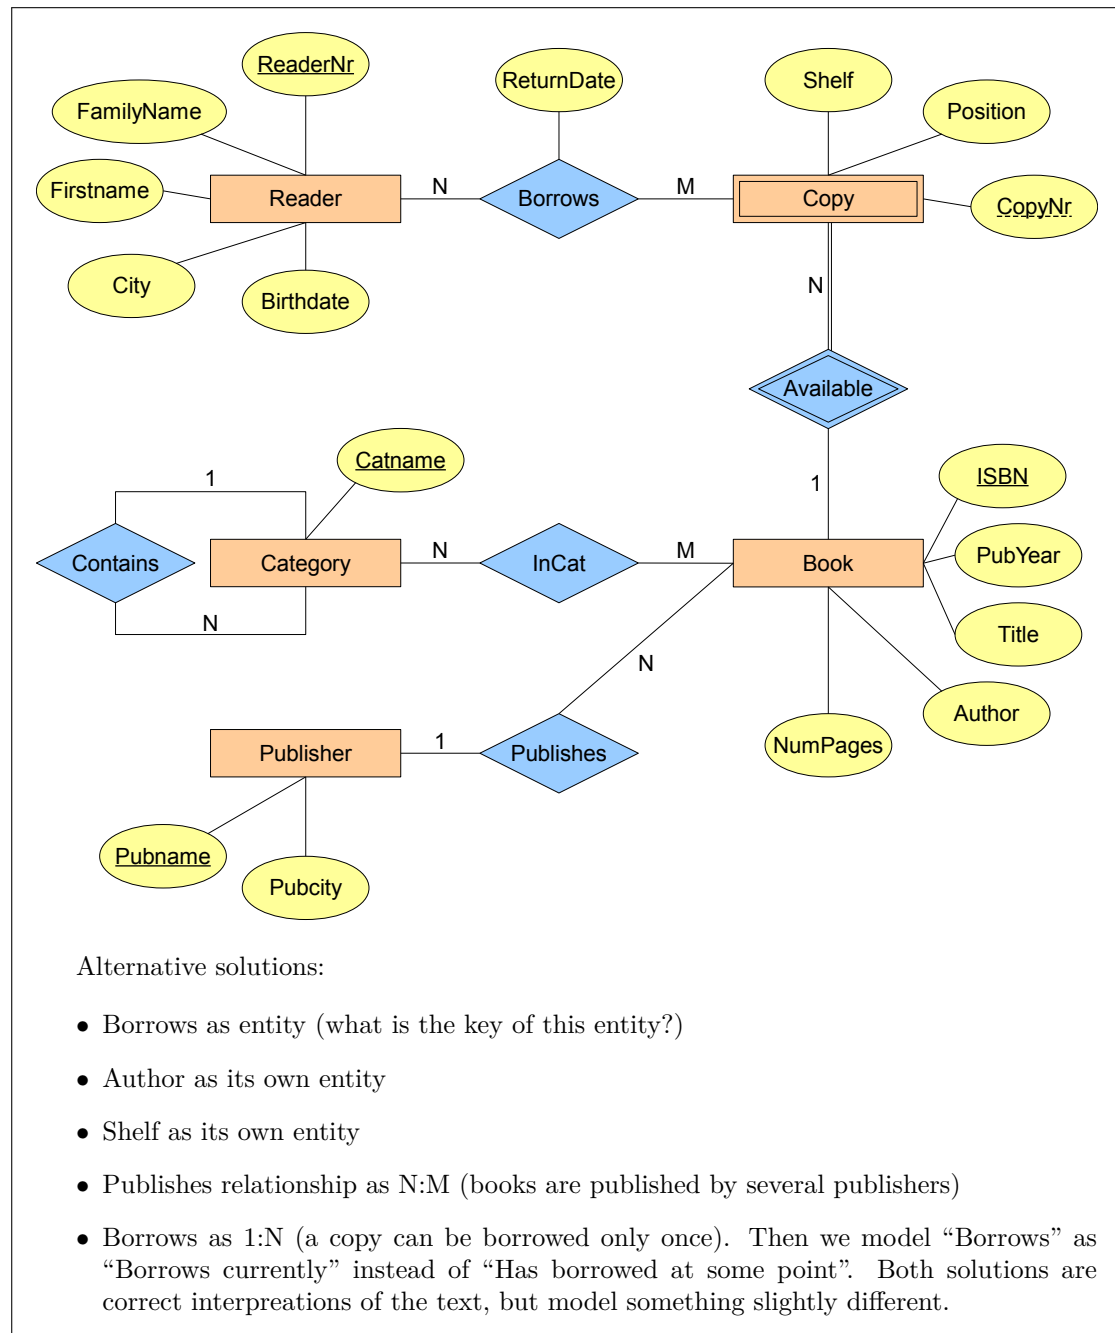 ReaderNr
ReturnDate
Shelf
FamilyName
Position
Firstname
Reader
N
Borrows
M
Copy
CopyNr
City
Birthdate
N
Available
Catname
1
ISBN
1
Contains
Category
N
InCat
M
Book
PubYear
N
Title
N
Author
Publisher
1
Publishes
NumPages
Pubname
Pubcity
Alternative solutions:
• Borrows as entity (what is the key of this entity?)
• Author as its own entity
• Shelf as its own entity
• Publishes relationship as N:M (books are published by several publishers)
• Borrows as 1:N (a copy can be borrowed only once). Then we model “Borrows” as
“Borrows currently” instead of “Has borrowed at some point”. Both solutions are
correct interpreations of the text, but model something slightly different.